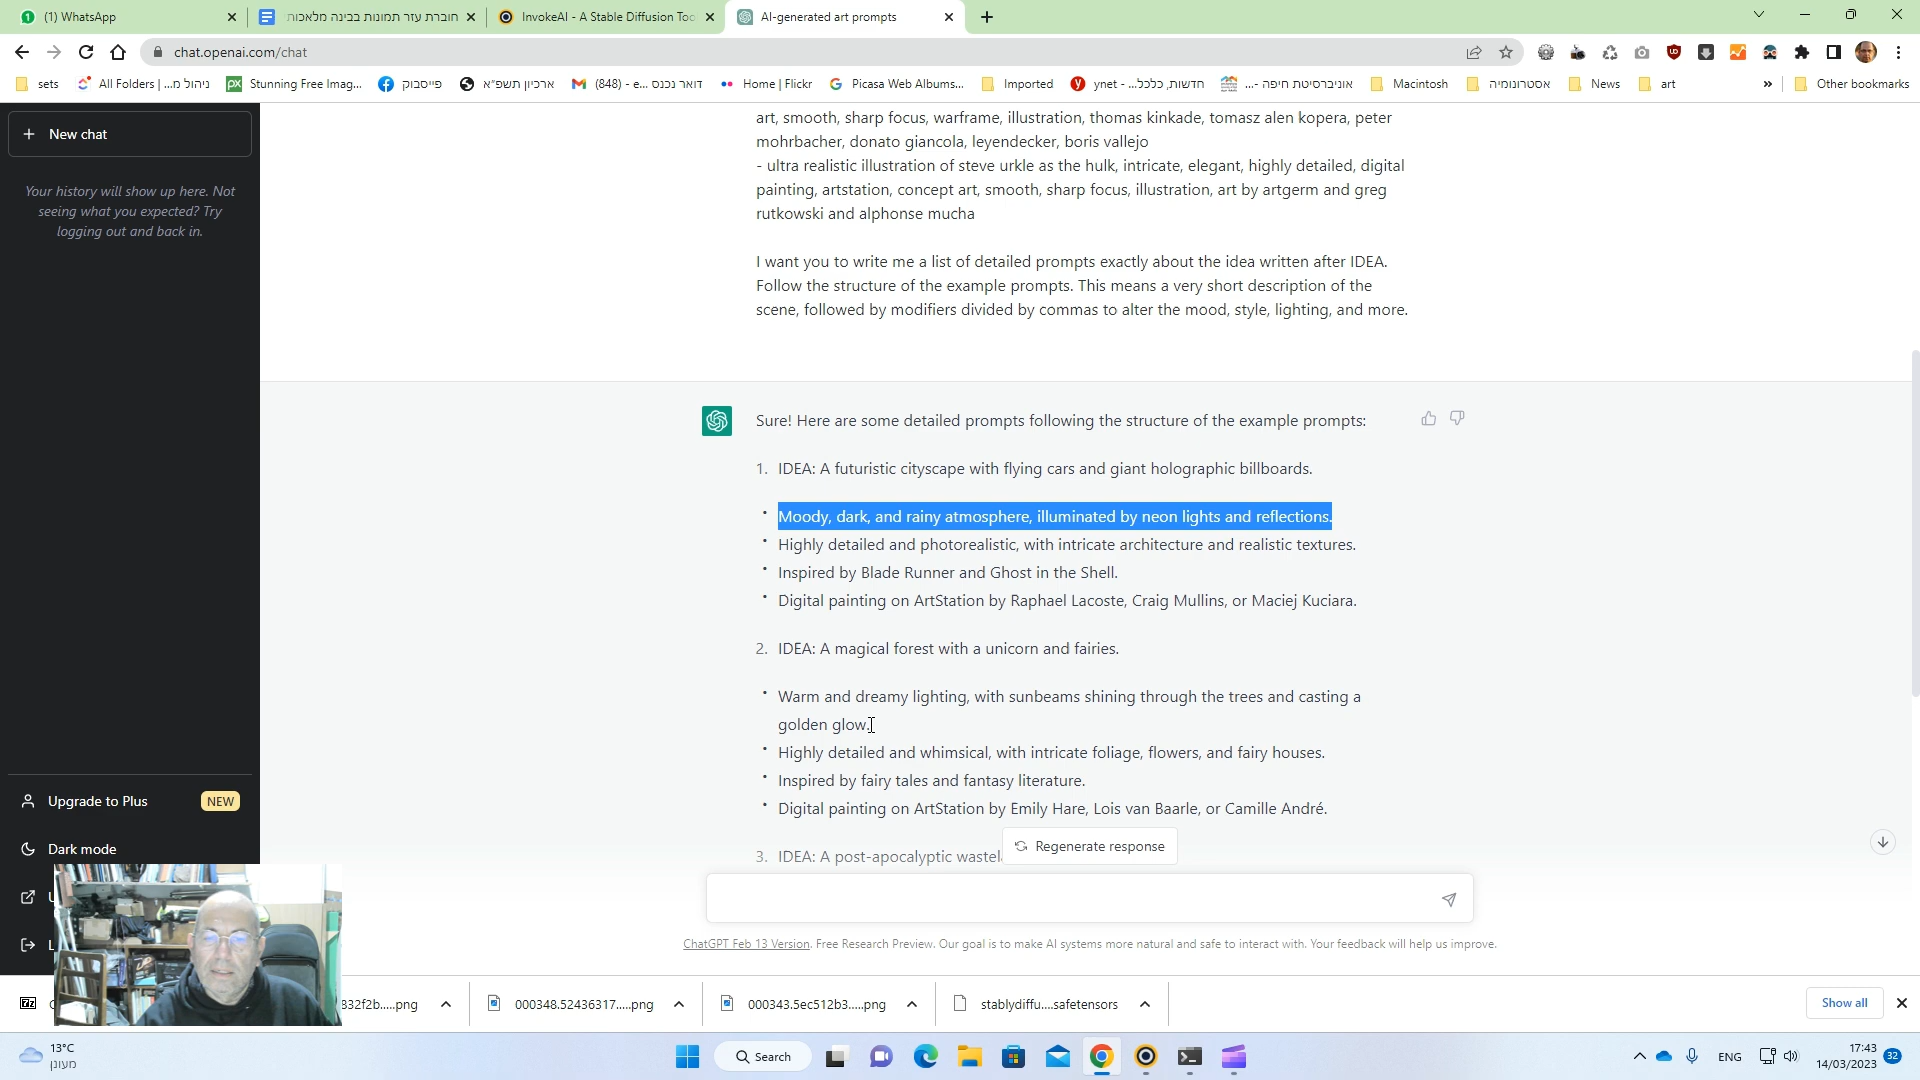 (1) WhatsApp
חוברת עזר תמונות בבינה מלאכות
InvokeAI - A Stable Diffusion Too
AI-generated art prompts
chat.openai.com/chat
sets
All Folders | ...ניהול מ
Stunning Free Imag...
פייסבוק
ארכיון תשפ״א
דואר נכנס (848) - e...
Home | Flickr
Picasa Web Albums...
Imported
ynet - ...חדשות, כלכל
אוניברסיטת חיפה -...
Macintosh
אסטרונומיה
News
art
»
Other bookmarks
+ New chat
Your history will show up here. Not
seeing what you expected? Try
logging out and back in.
art, smooth, sharp focus, warframe, illustration, thomas kinkade, tomasz alen kopera, peter
mohrbacher, donato giancola, leyendecker, boris vallejo
- ultra realistic illustration of steve urkle as the hulk, intricate, elegant, highly detailed, digital
painting, artstation, concept art, smooth, sharp focus, illustration, art by artgerm and greg
rutkowski and alphonse mucha
I want you to write me a list of detailed prompts exactly about the idea written after IDEA.
Follow the structure of the example prompts. This means a very short description of the
scene, followed by modifiers divided by commas to alter the mood, style, lighting, and more.
Sure! Here are some detailed prompts following the structure of the example prompts:
1. IDEA: A futuristic cityscape with flying cars and giant holographic billboards.
• Moody, dark, and rainy atmosphere, illuminated by neon lights and reflections.
• Highly detailed and photorealistic, with intricate architecture and realistic textures.
• Inspired by Blade Runner and Ghost in the Shell.
• Digital painting on ArtStation by Raphael Lacoste, Craig Mullins, or Maciej Kuciara.
2. IDEA: A magical forest with a unicorn and fairies.
• Warm and dreamy lighting, with sunbeams shining through the trees and casting a
golden glow.
• Highly detailed and whimsical, with intricate foliage, flowers, and fairy houses.
• Inspired by fairy tales and fantasy literature.
• Digital painting on ArtStation by Emily Hare, Lois van Baarle, or Camille André.
3. IDEA: A post-apocalyptic wastel
Regenerate response
Upgrade to Plus
NEW
Dark mode
ChatGPT Feb 13 Version. Free Research Preview. Our goal is to make AI systems more natural and safe to interact with. Your feedback will help us improve.
832f2b.....png
000348.52436317.....png
000343.5ec512b3.....png
stablydiffu....safetensors
Show all
13°C
מעונן
Search
ENG
17:43
14/03/2023
32